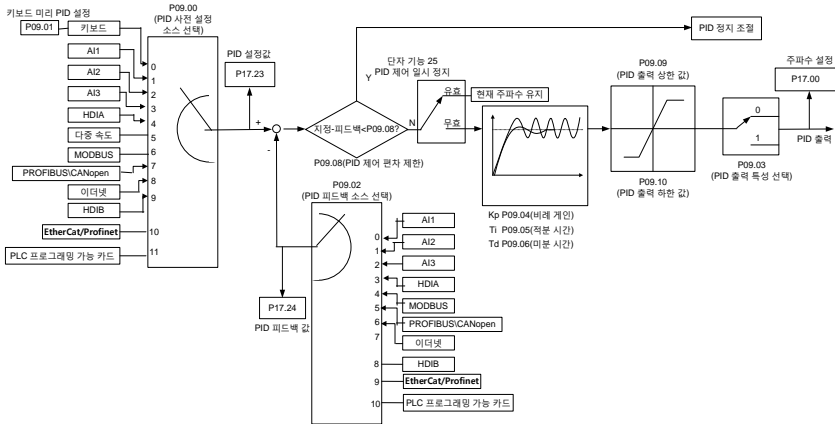 키보드 미리 PID 설정
P09.01
키보드
AI1
AI2
AI3
HDIA
다중 속도
MODBUS
PROFIBUS\CANopen
이더넷
HDIB
EtherCat/Profinet
PLC 프로그래밍 가능 카드
P09.00
(PID 사전 설정
소스 선택)
0
1
2
3
4
5
6
7
8
9
10
11
PID 설정값
P17.23
+
-
지정-피드백<P09.08?
Y
N
P09.08(PID 제어 편차 제한)
PID 정지 조절
단자 기능 25
PID 제어 일시 정지
유효
무효
현재 주파수 유지
Kp P09.04(비례 게인)
Ti P09.05(적분 시간)
Td P09.06(미분 시간)
P09.09
(PID 출력 상한 값)
P09.10
(PID 출력 하한 값)
0
1
P09.03
(PID 출력 특성 선택)
주파수 설정
P17.00
PID 출력
P17.24
PID 피드백 값
P09.02
(PID 피드백 소스 선택)
0
1
2
3
4
5
6
7
8
9
10
AI1
AI2
AI3
HDIA
MODBUS
PROFIBUS\CANopen
이더넷
HDIB
EtherCat/Profinet
PLC 프로그래밍 가능 카드